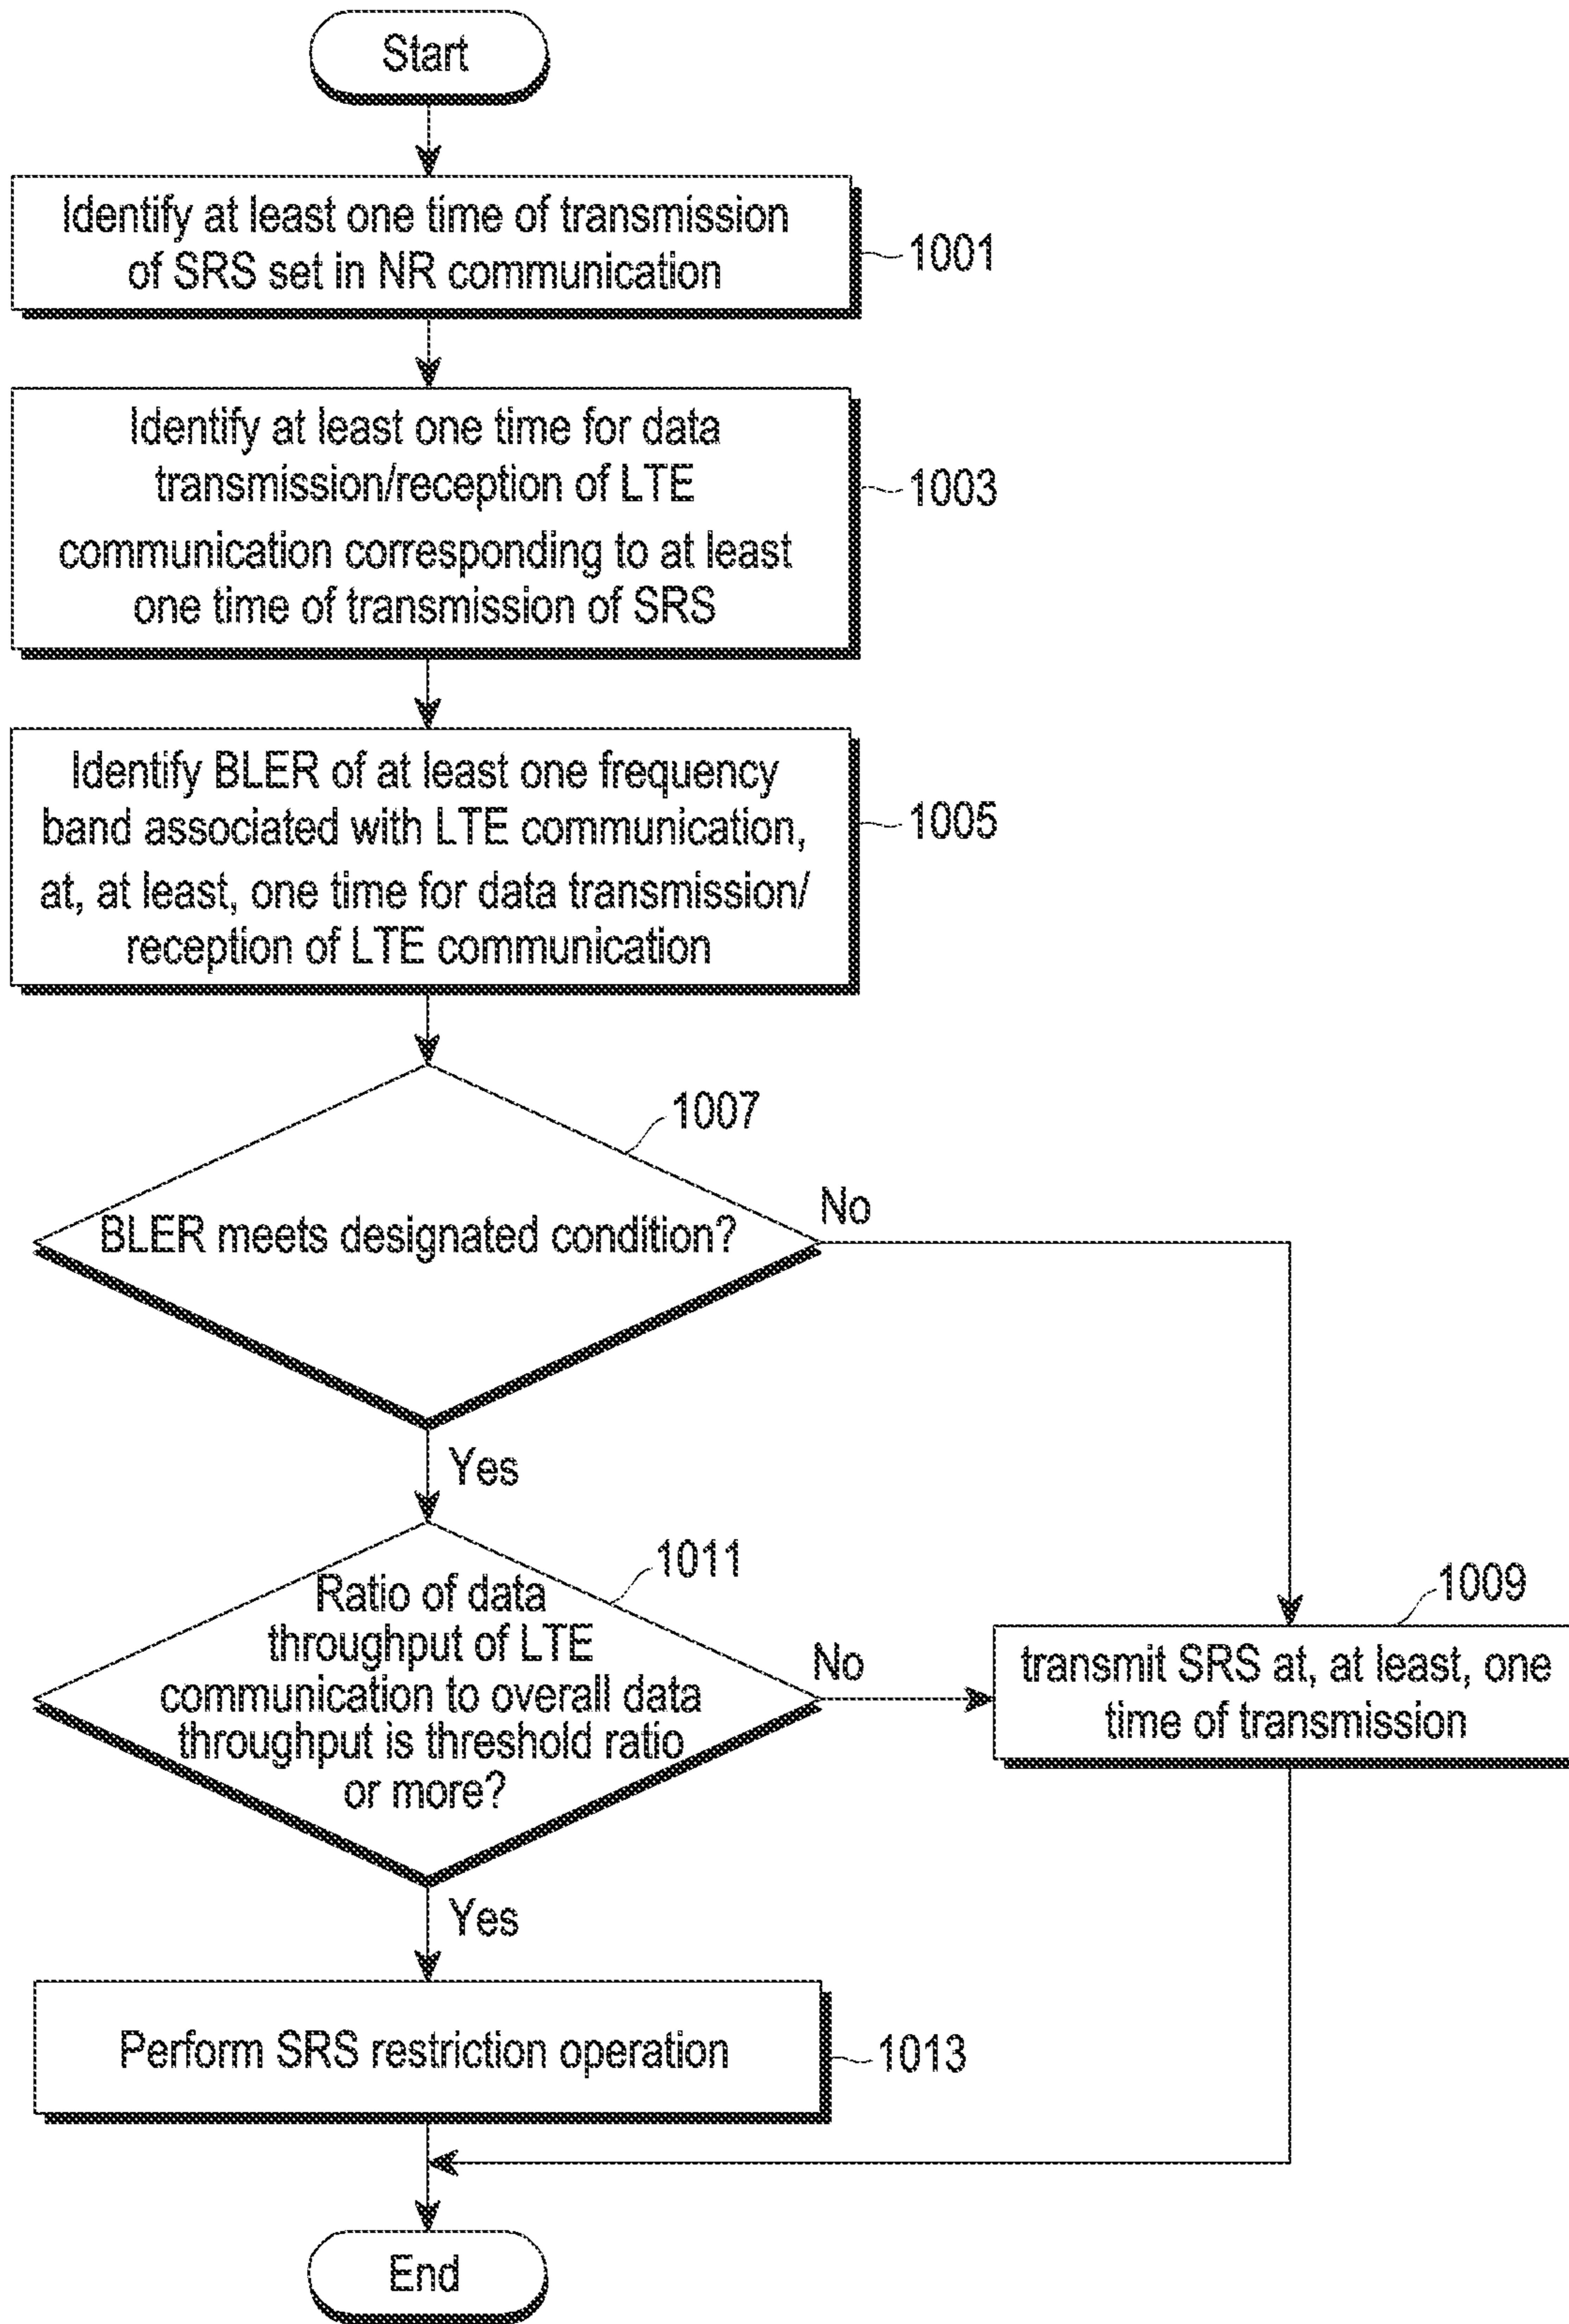 Start
Identify at least one time of transmission
of SRS set in NR communication
1001
Identify at least one time for data
transmission/reception of LTE
communication corresponding to at least
one time of transmission of SRS
1003
Identify BLER of at least one frequency
band associated with LTE communication,
at, at least, one time for data transmission/
reception of LTE communication
1005
1007
BLER meets designated condition?
No
Yes
1011
Ratio of data
throughput of LTE
communication to overall data
throughput is threshold ratio
or more?
No
1009
transmit SRS at, at least, one
time of transmission
Yes
Perform SRS restriction operation
1013
End